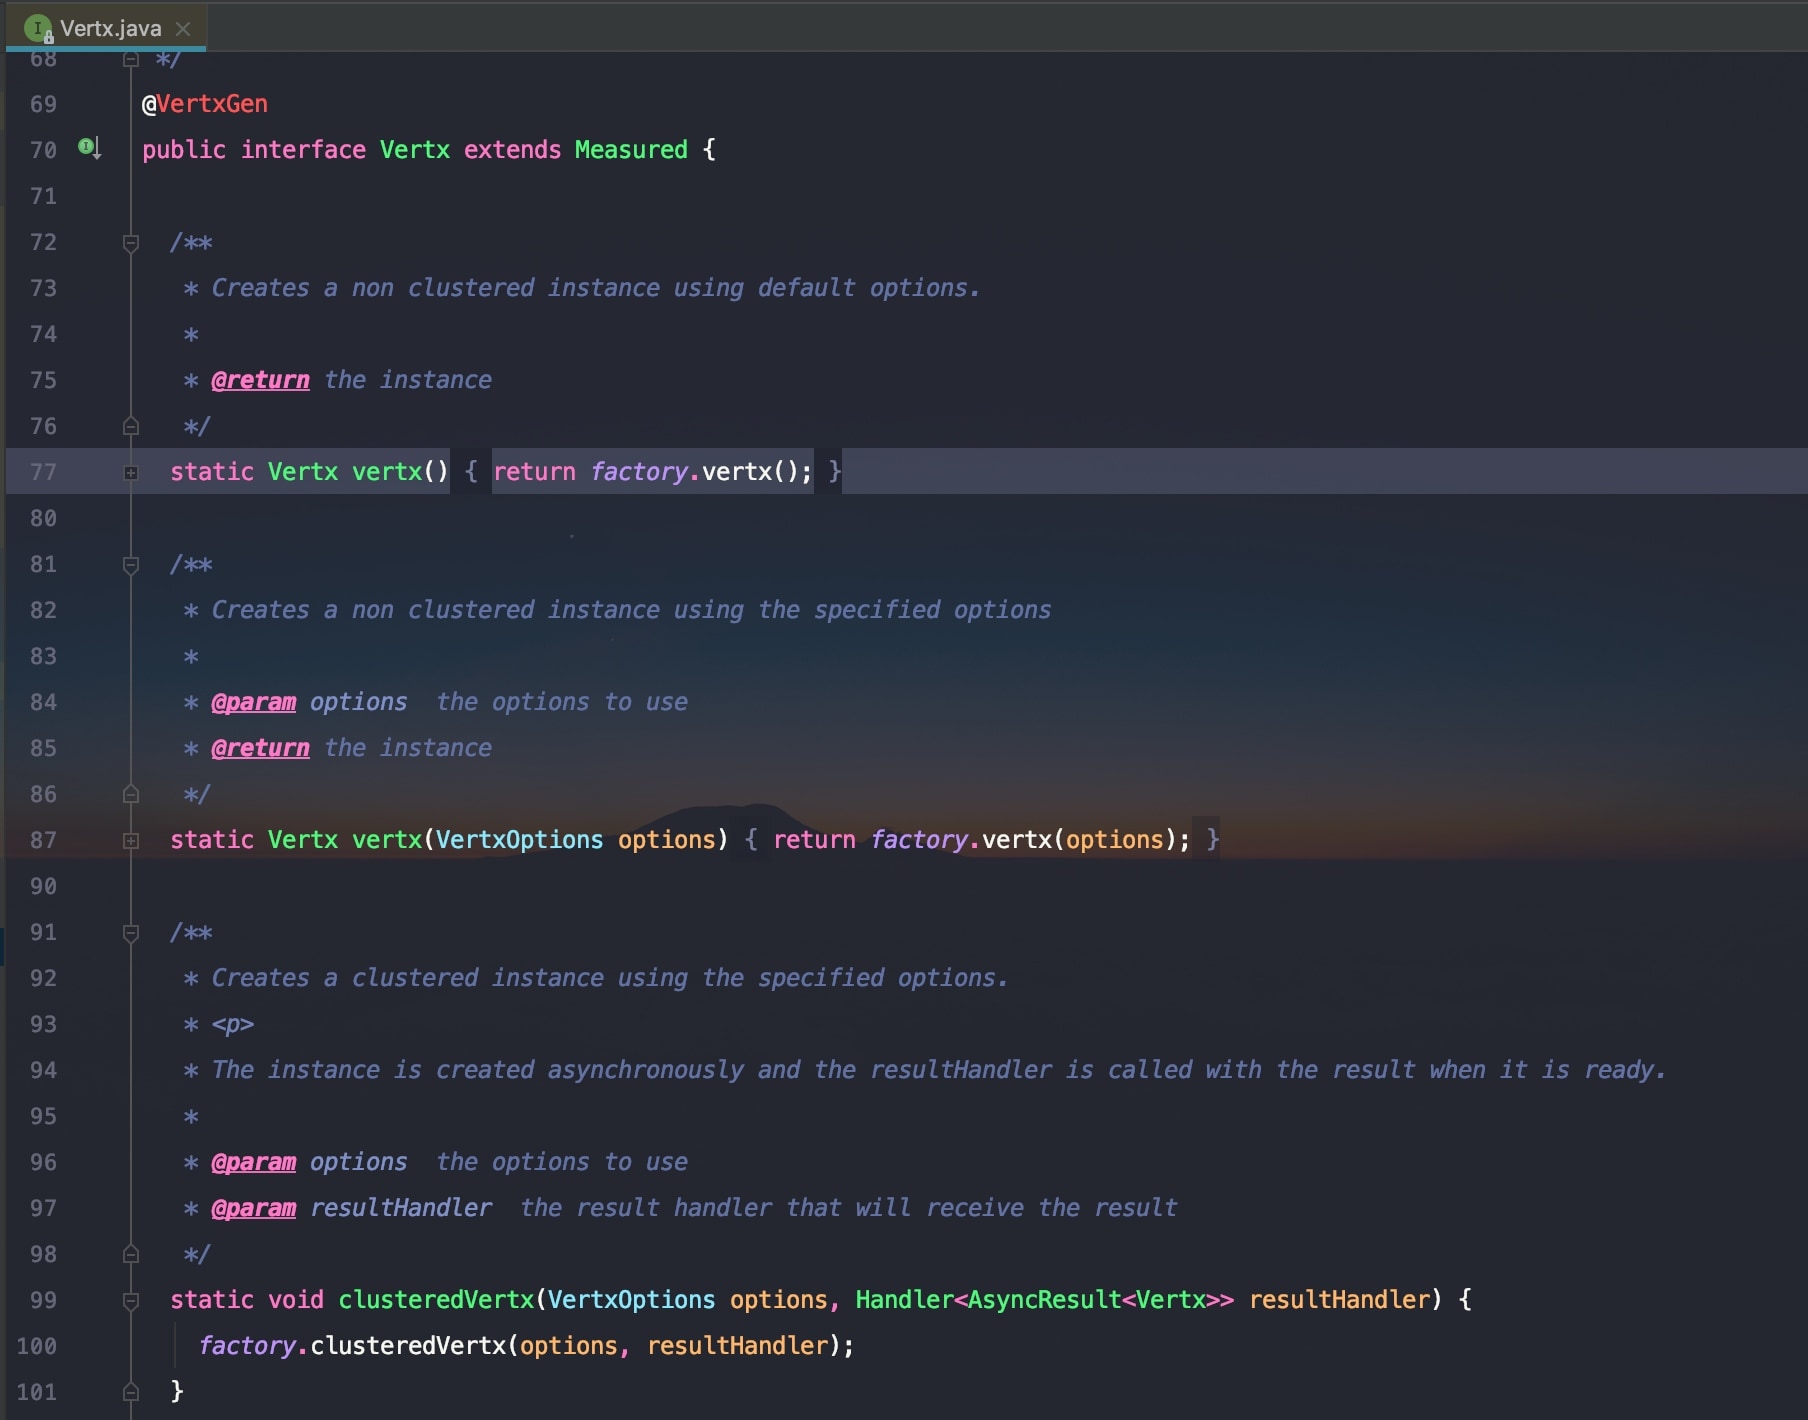 Vertx.java
68 */
69 @VertxGen
70 public interface Vertx extends Measured {
71
72 /**
73 * Creates a non clustered instance using default options.
74 *
75 * @return the instance
76 */
77 static Vertx vertx() { return factory.vertx(); }
80
81 /**
82 * Creates a non clustered instance using the specified options
83 *
84 * @param options  the options to use
85 * @return the instance
86 */
87 static Vertx vertx(VertxOptions options) { return factory.vertx(options); }
90
91 /**
92 * Creates a clustered instance using the specified options.
93 * <p>
94 * The instance is created asynchronously and the resultHandler is called with the result when it is ready.
95 *
96 * @param options  the options to use
97 * @param resultHandler  the result handler that will receive the result
98 */
99 static void clusteredVertx(VertxOptions options, Handler<AsyncResult<Vertx>> resultHandler) {
100 factory.clusteredVertx(options, resultHandler);
101 }